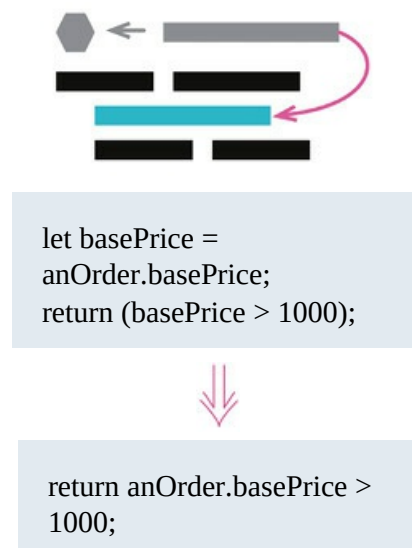 let basePrice =
anOrder.basePrice;
return (basePrice > 1000);
return anOrder.basePrice >
1000;